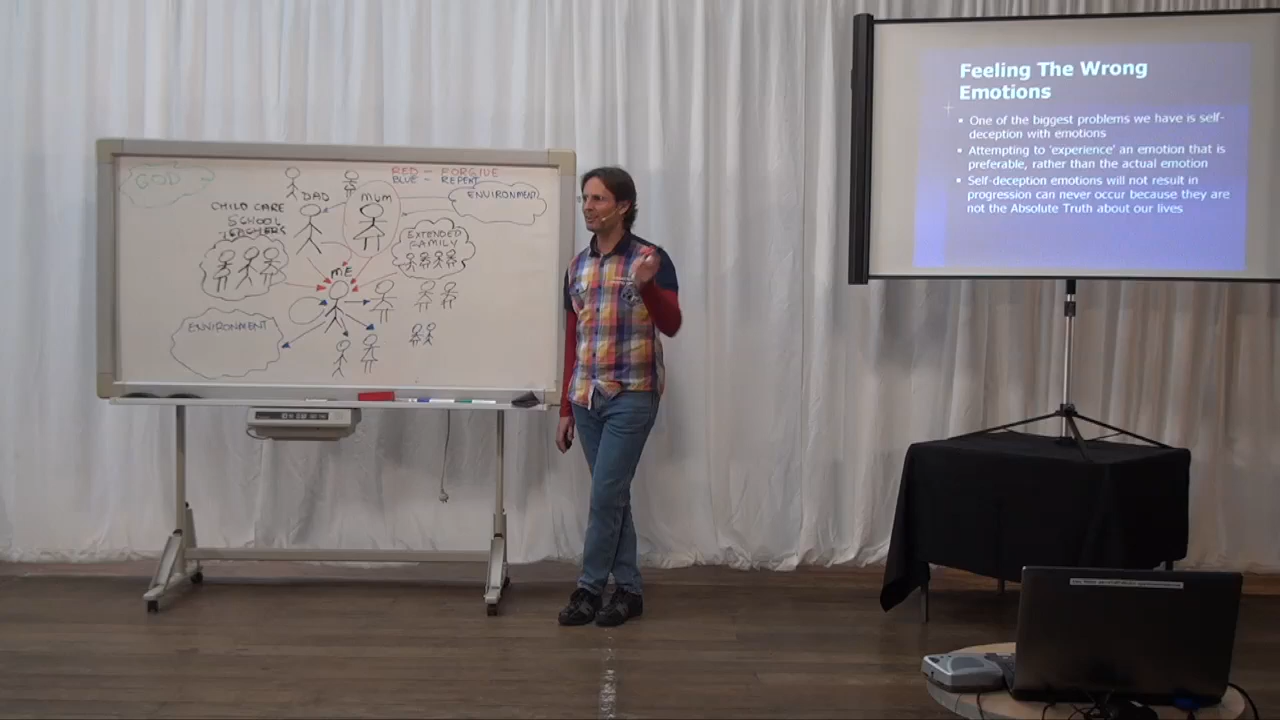 GOD
RED - FORGIVE
BLUE - REPENT
DAD
MUM
ENVIRONMENT
CHILD CARE
SCHOOL
TEACHERS
EXTENDED
FAMILY
ME
ENVIRONMENT
Feeling The Wrong
Emotions
▪ One of the biggest problems we have is self-
deception with emotions
▪ Attempting to 'experience' an emotion that is
preferable, rather than the actual emotion
▪ Self-deception emotions will not result in
progression can never occur because they are
not the Absolute Truth about our lives